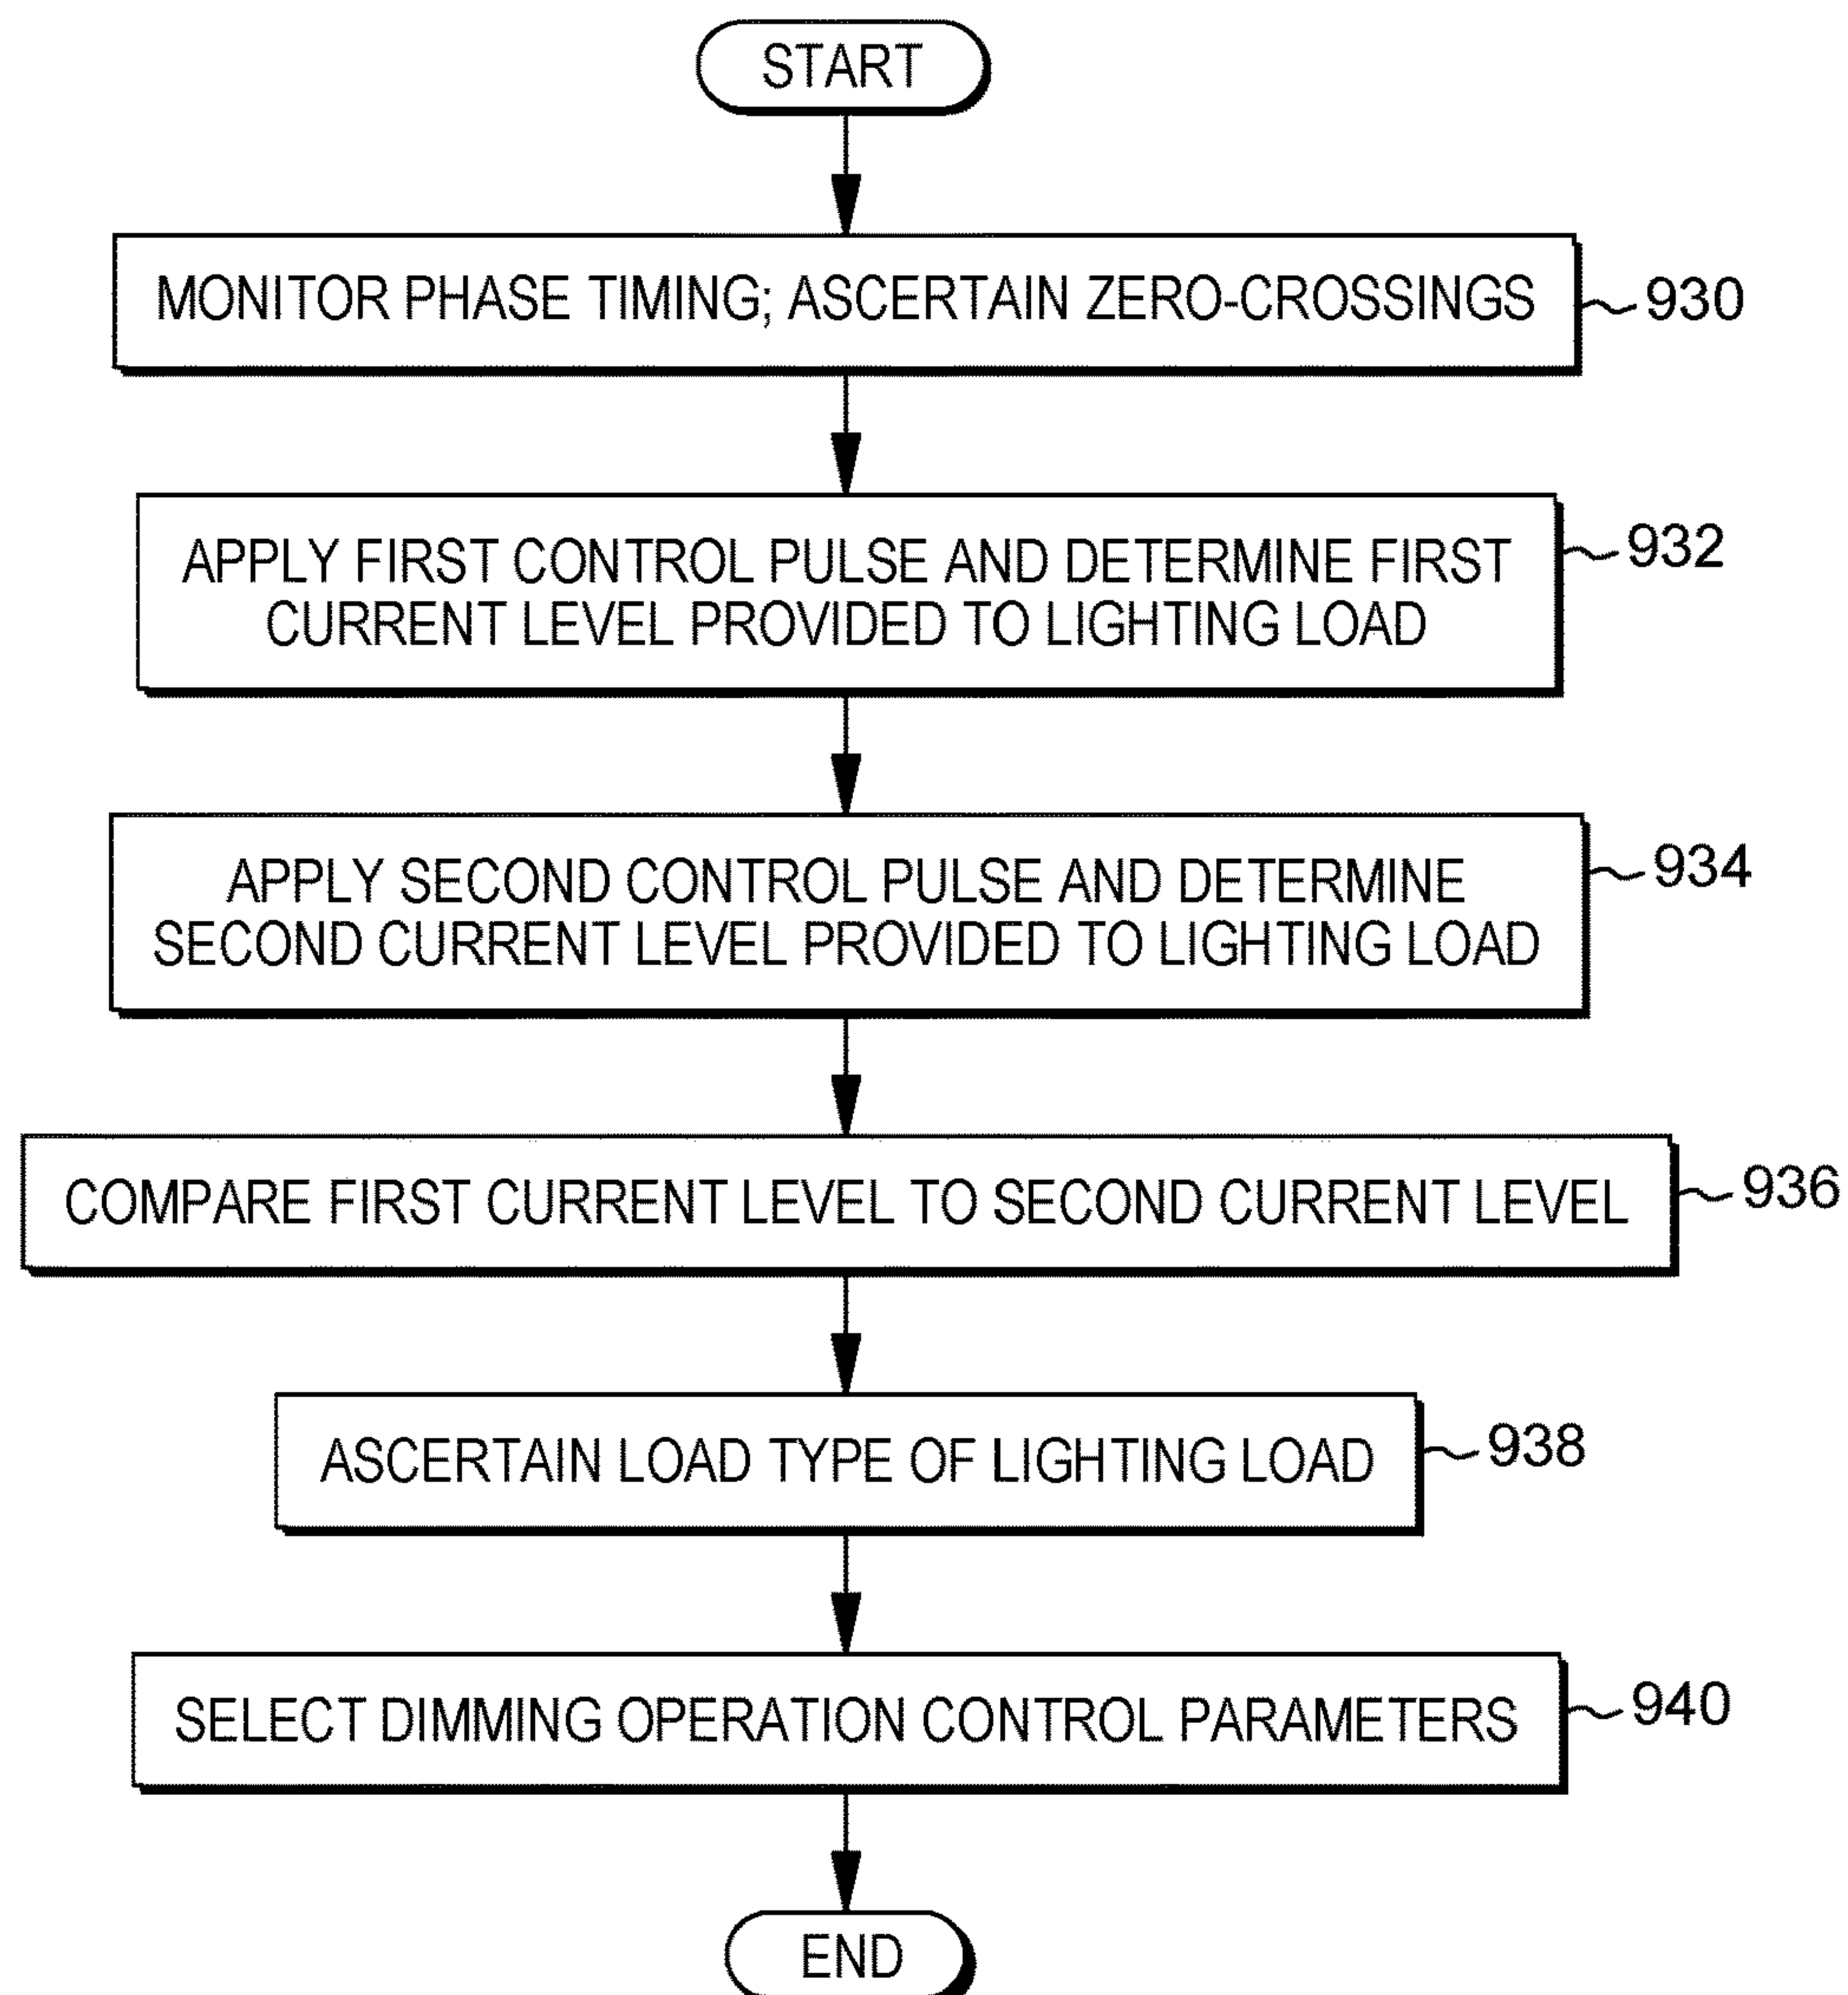 START
MONITOR PHASE TIMING; ASCERTAIN ZERO-CROSSINGS
930
APPLY FIRST CONTROL PULSE AND DETERMINE FIRST
CURRENT LEVEL PROVIDED TO LIGHTING LOAD
932
APPLY SECOND CONTROL PULSE AND DETERMINE
SECOND CURRENT LEVEL PROVIDED TO LIGHTING LOAD
934
COMPARE FIRST CURRENT LEVEL TO SECOND CURRENT LEVEL
936
ASCERTAIN LOAD TYPE OF LIGHTING LOAD
938
SELECT DIMMING OPERATION CONTROL PARAMETERS
940
END